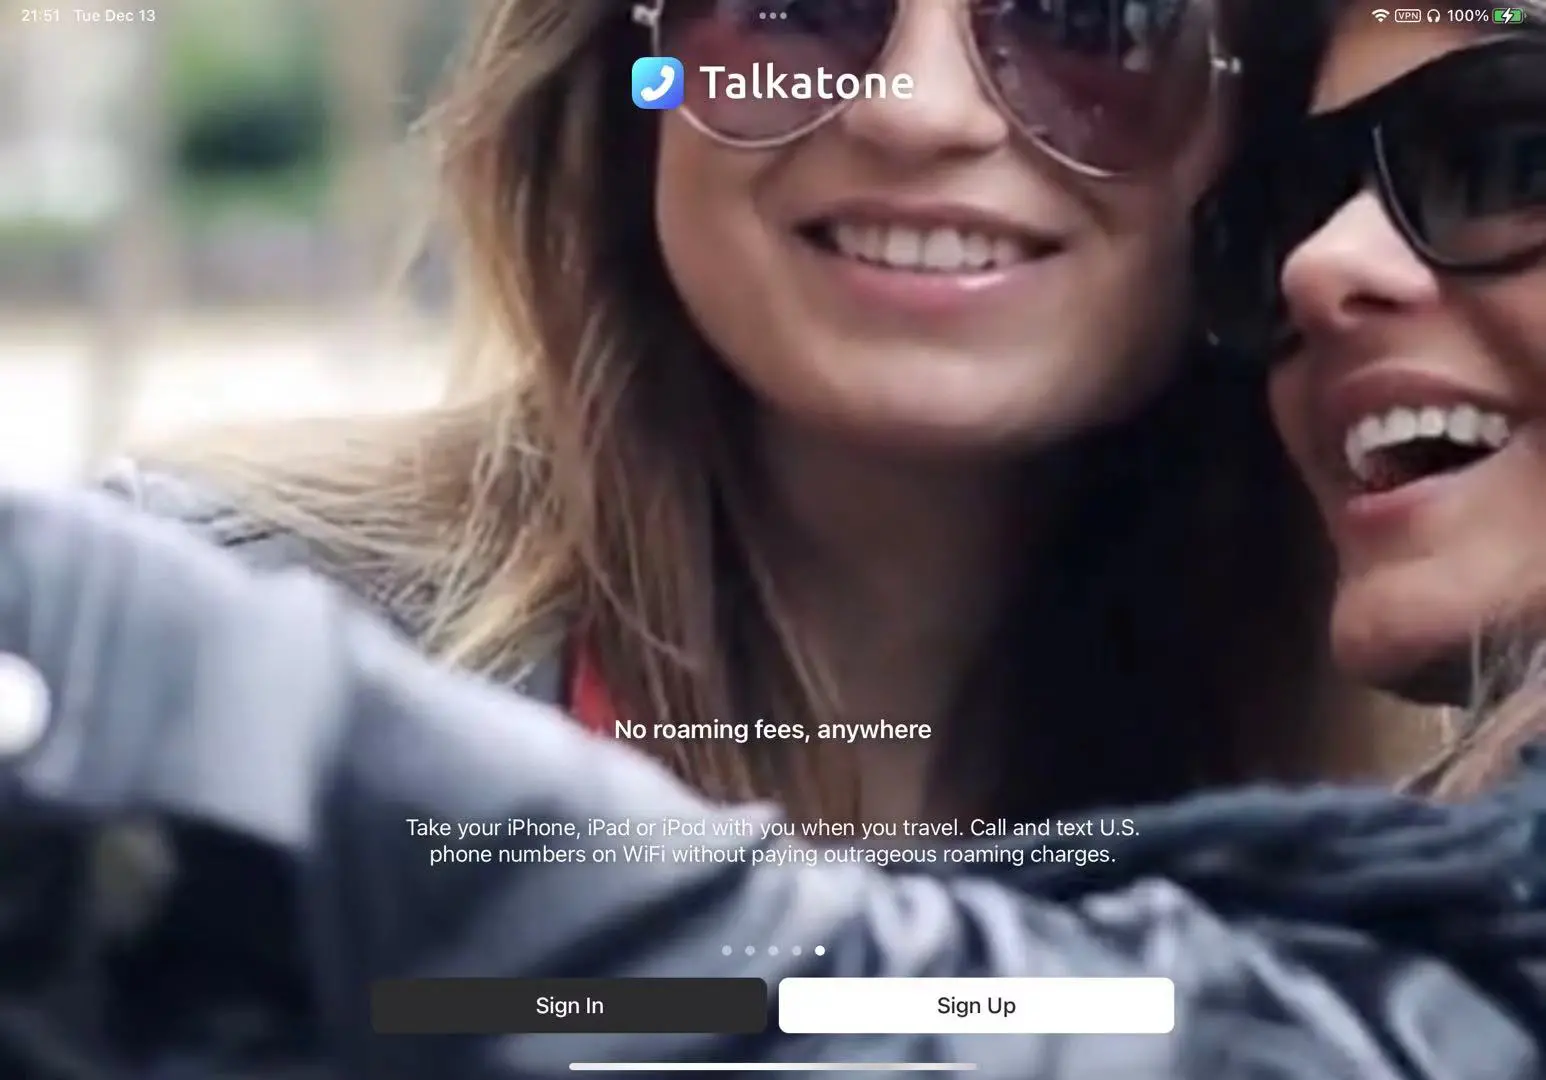 21:51 Tue Dec 13
VPN 100%
Talkatone
No roaming fees, anywhere
Take your iPhone, iPad or iPod with you when you travel. Call and text U.S.
phone numbers on WiFi without paying outrageous roaming charges.
Sign In
Sign Up